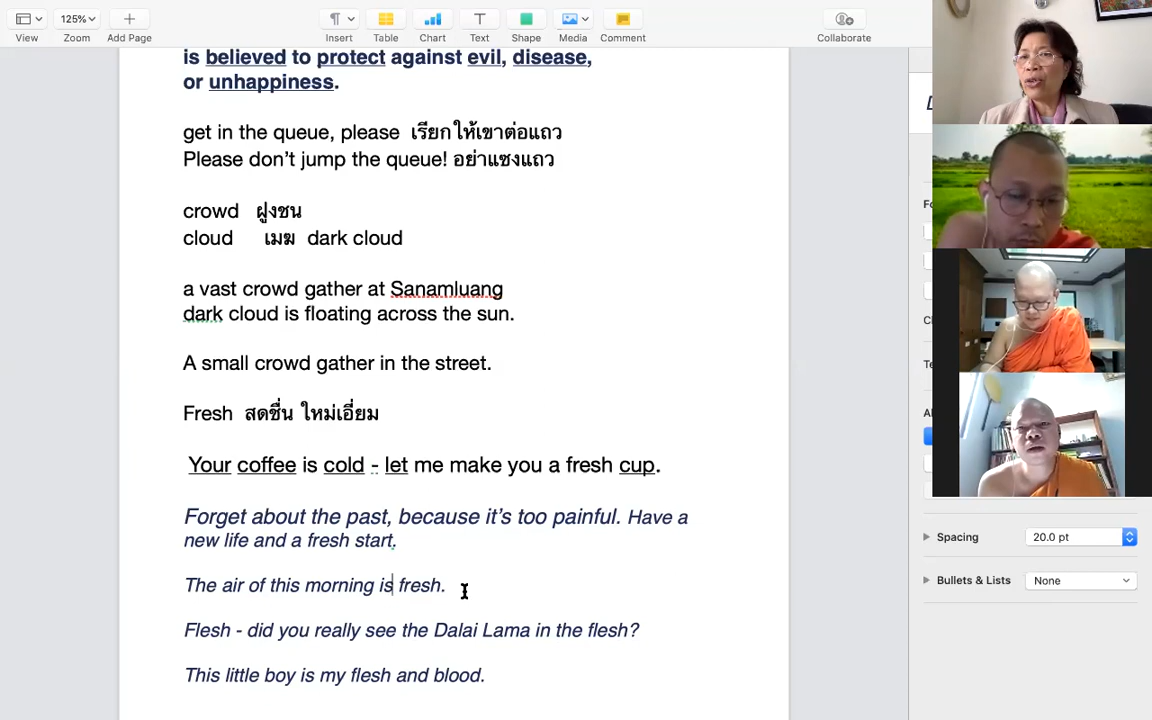 125%
View
Zoom
Add Page
Insert
Table
Chart
Text
Shape
Media
Comment
Collaborate
is believed to protect against evil, disease,
or unhappiness.
get in the queue, please เรียกให้เขาต่อแถว
Please don't jump the queue! อย่าแซงแถว
crowd ฝูงชน
cloud เมฆ dark cloud
a vast crowd gather at Sanamluang
dark cloud is floating across the sun.
A small crowd gather in the street.
Fresh สดชื่น ใหม่เอี่ยม
Your coffee is cold - let me make you a fresh cup.
Forget about the past, because it's too painful. Have a
new life and a fresh start.
The air of this morning is fresh.
Flesh - did you really see the Dalai Lama in the flesh?
This little boy is my flesh and blood.
Spacing
20.0 pt
Bullets & Lists
None